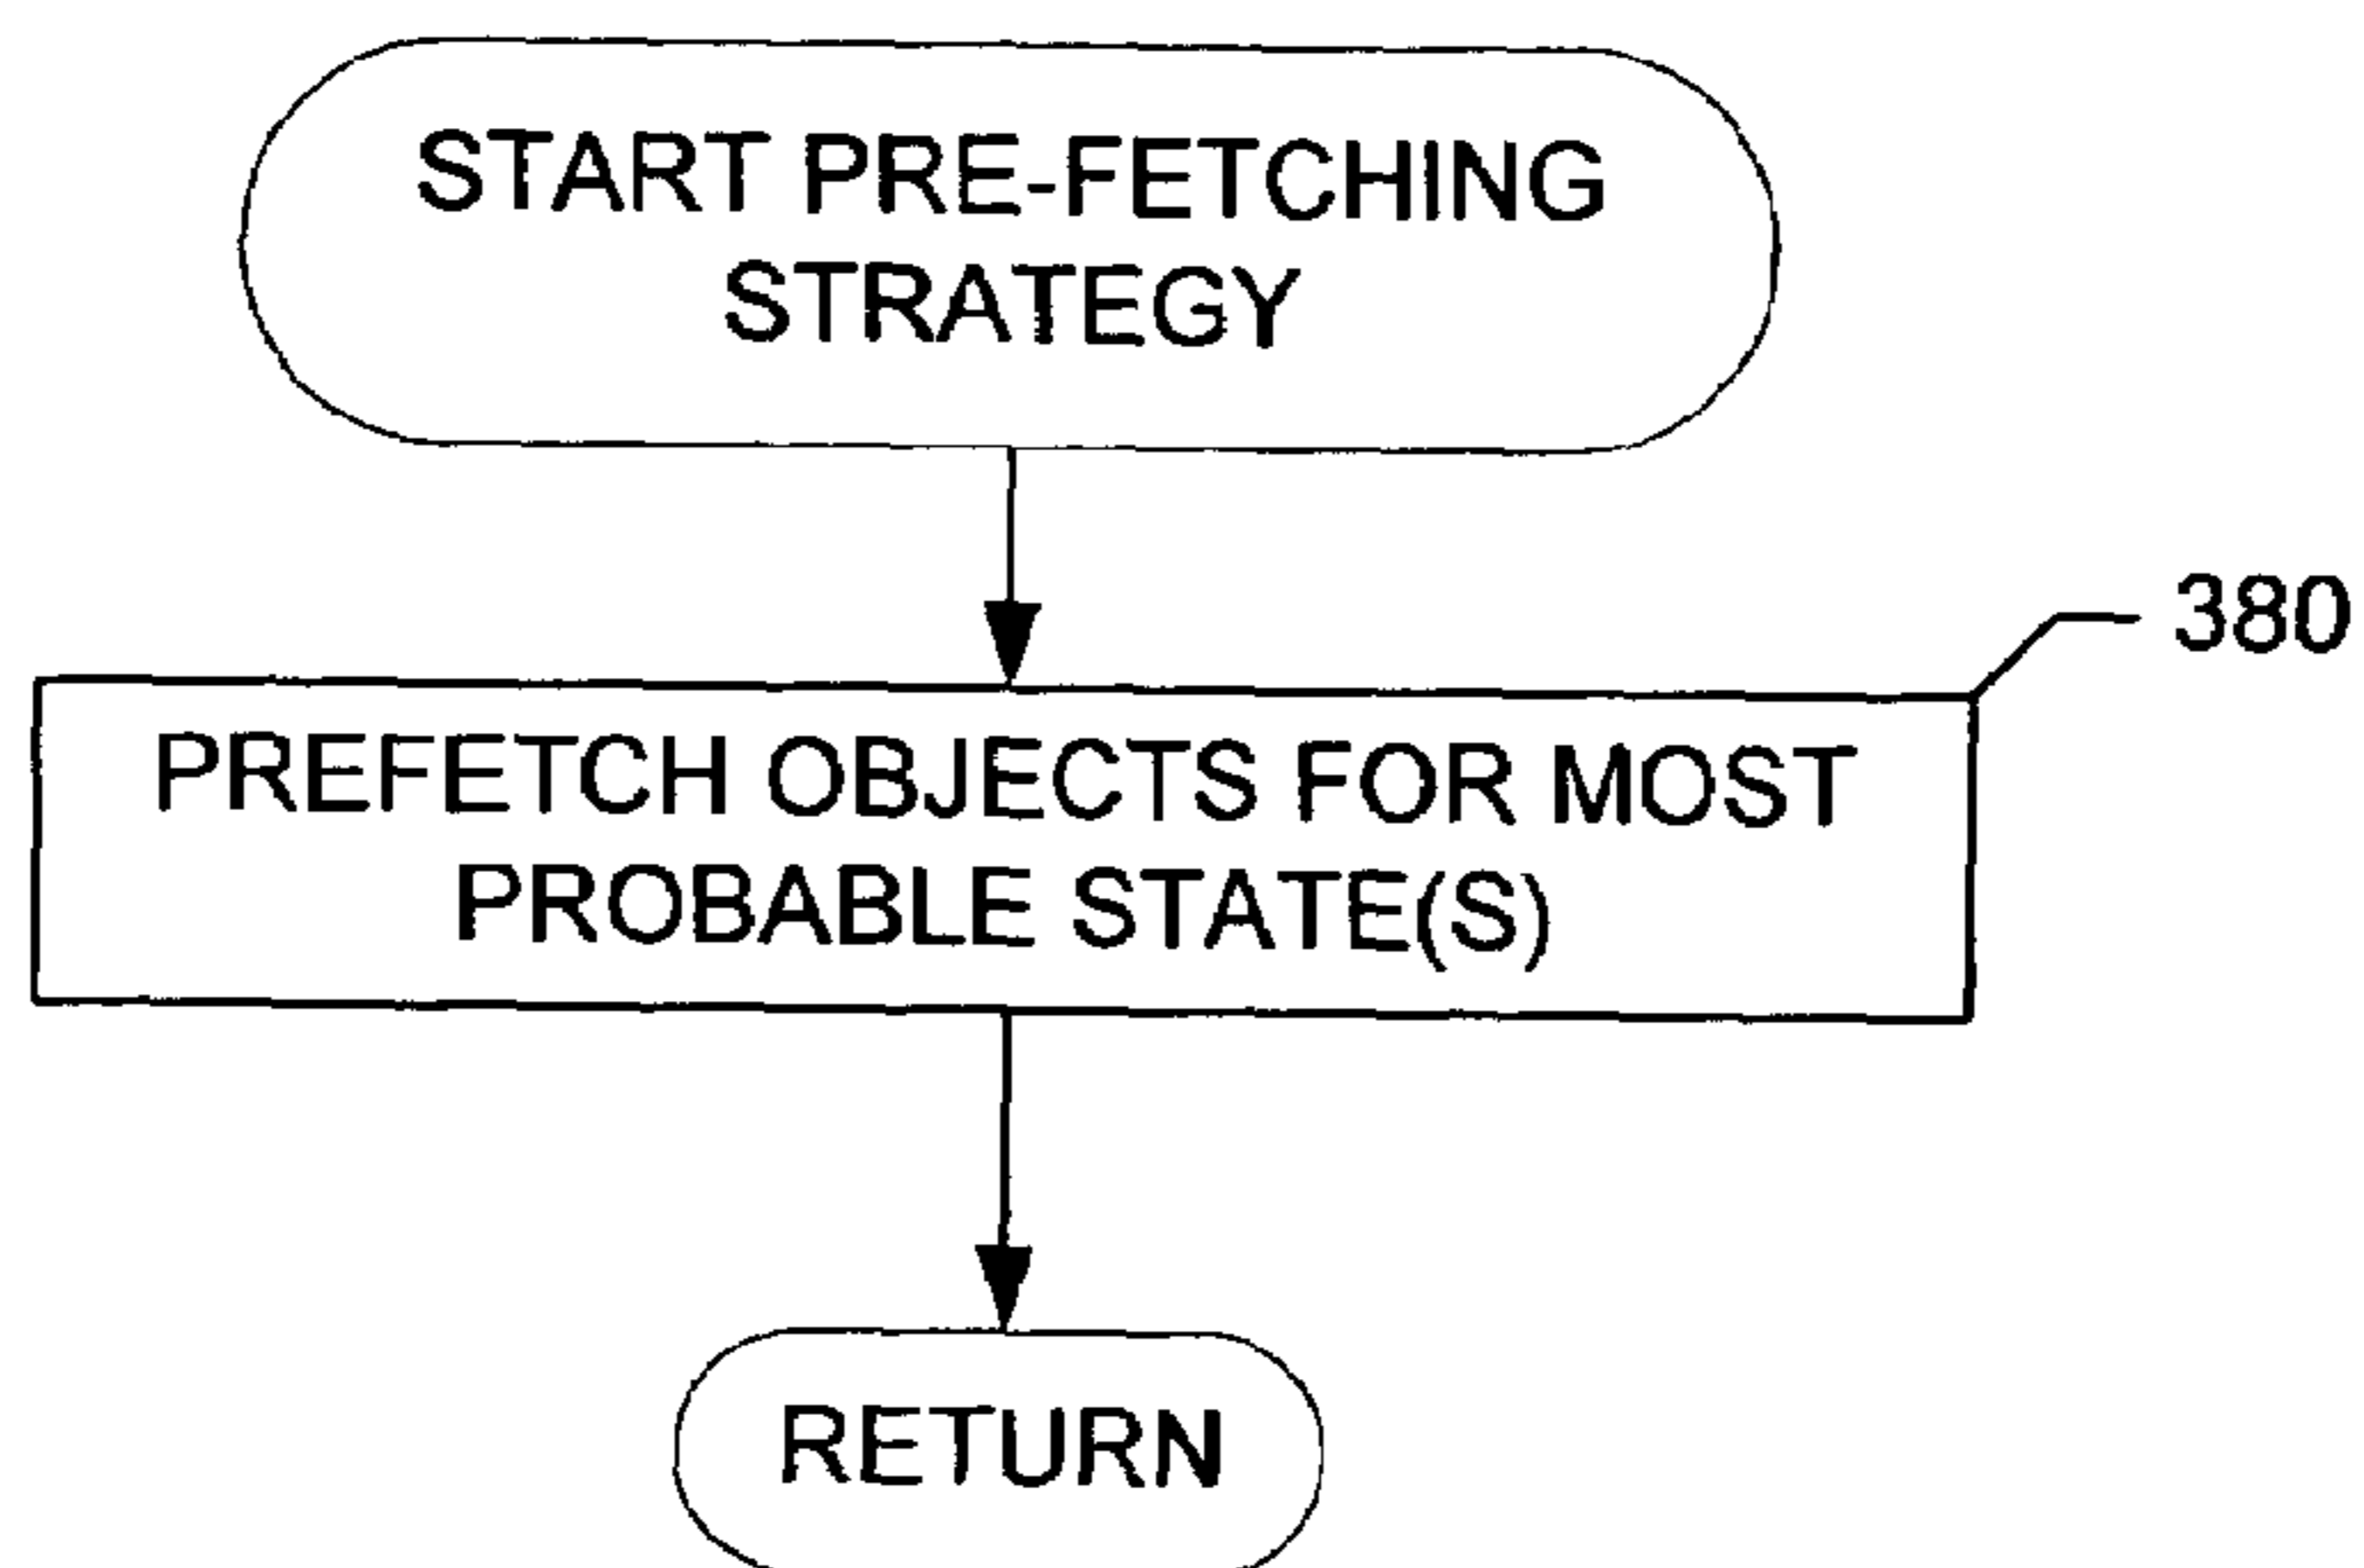 START PRE-FETCHING
STRATEGY
380
PREFETCH OBJECTS FOR MOST
PROBABLE STATE(S)
RETURN